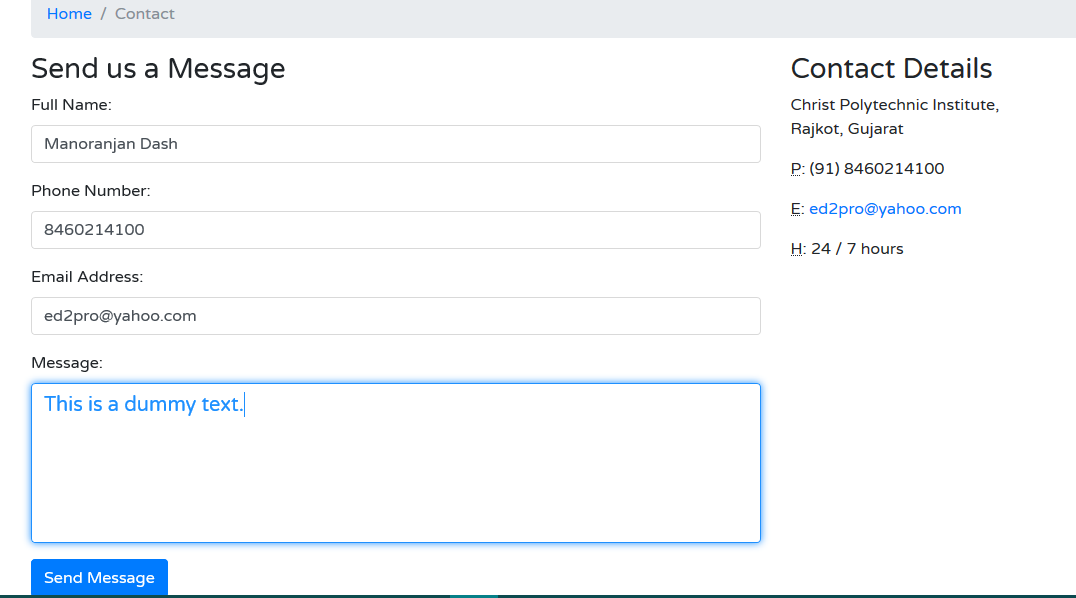 Home / Contact
Send us a Message
Full Name:
Manoranjan Dash
Phone Number:
8460214100
Email Address:
ed2pro@yahoo.com
Message:
This is a dummy text.
Send Message
Contact Details
Christ Polytechnic Institute,
Rajkot, Gujarat
P: (91) 8460214100
E: ed2pro@yahoo.com
H: 24 / 7 hours